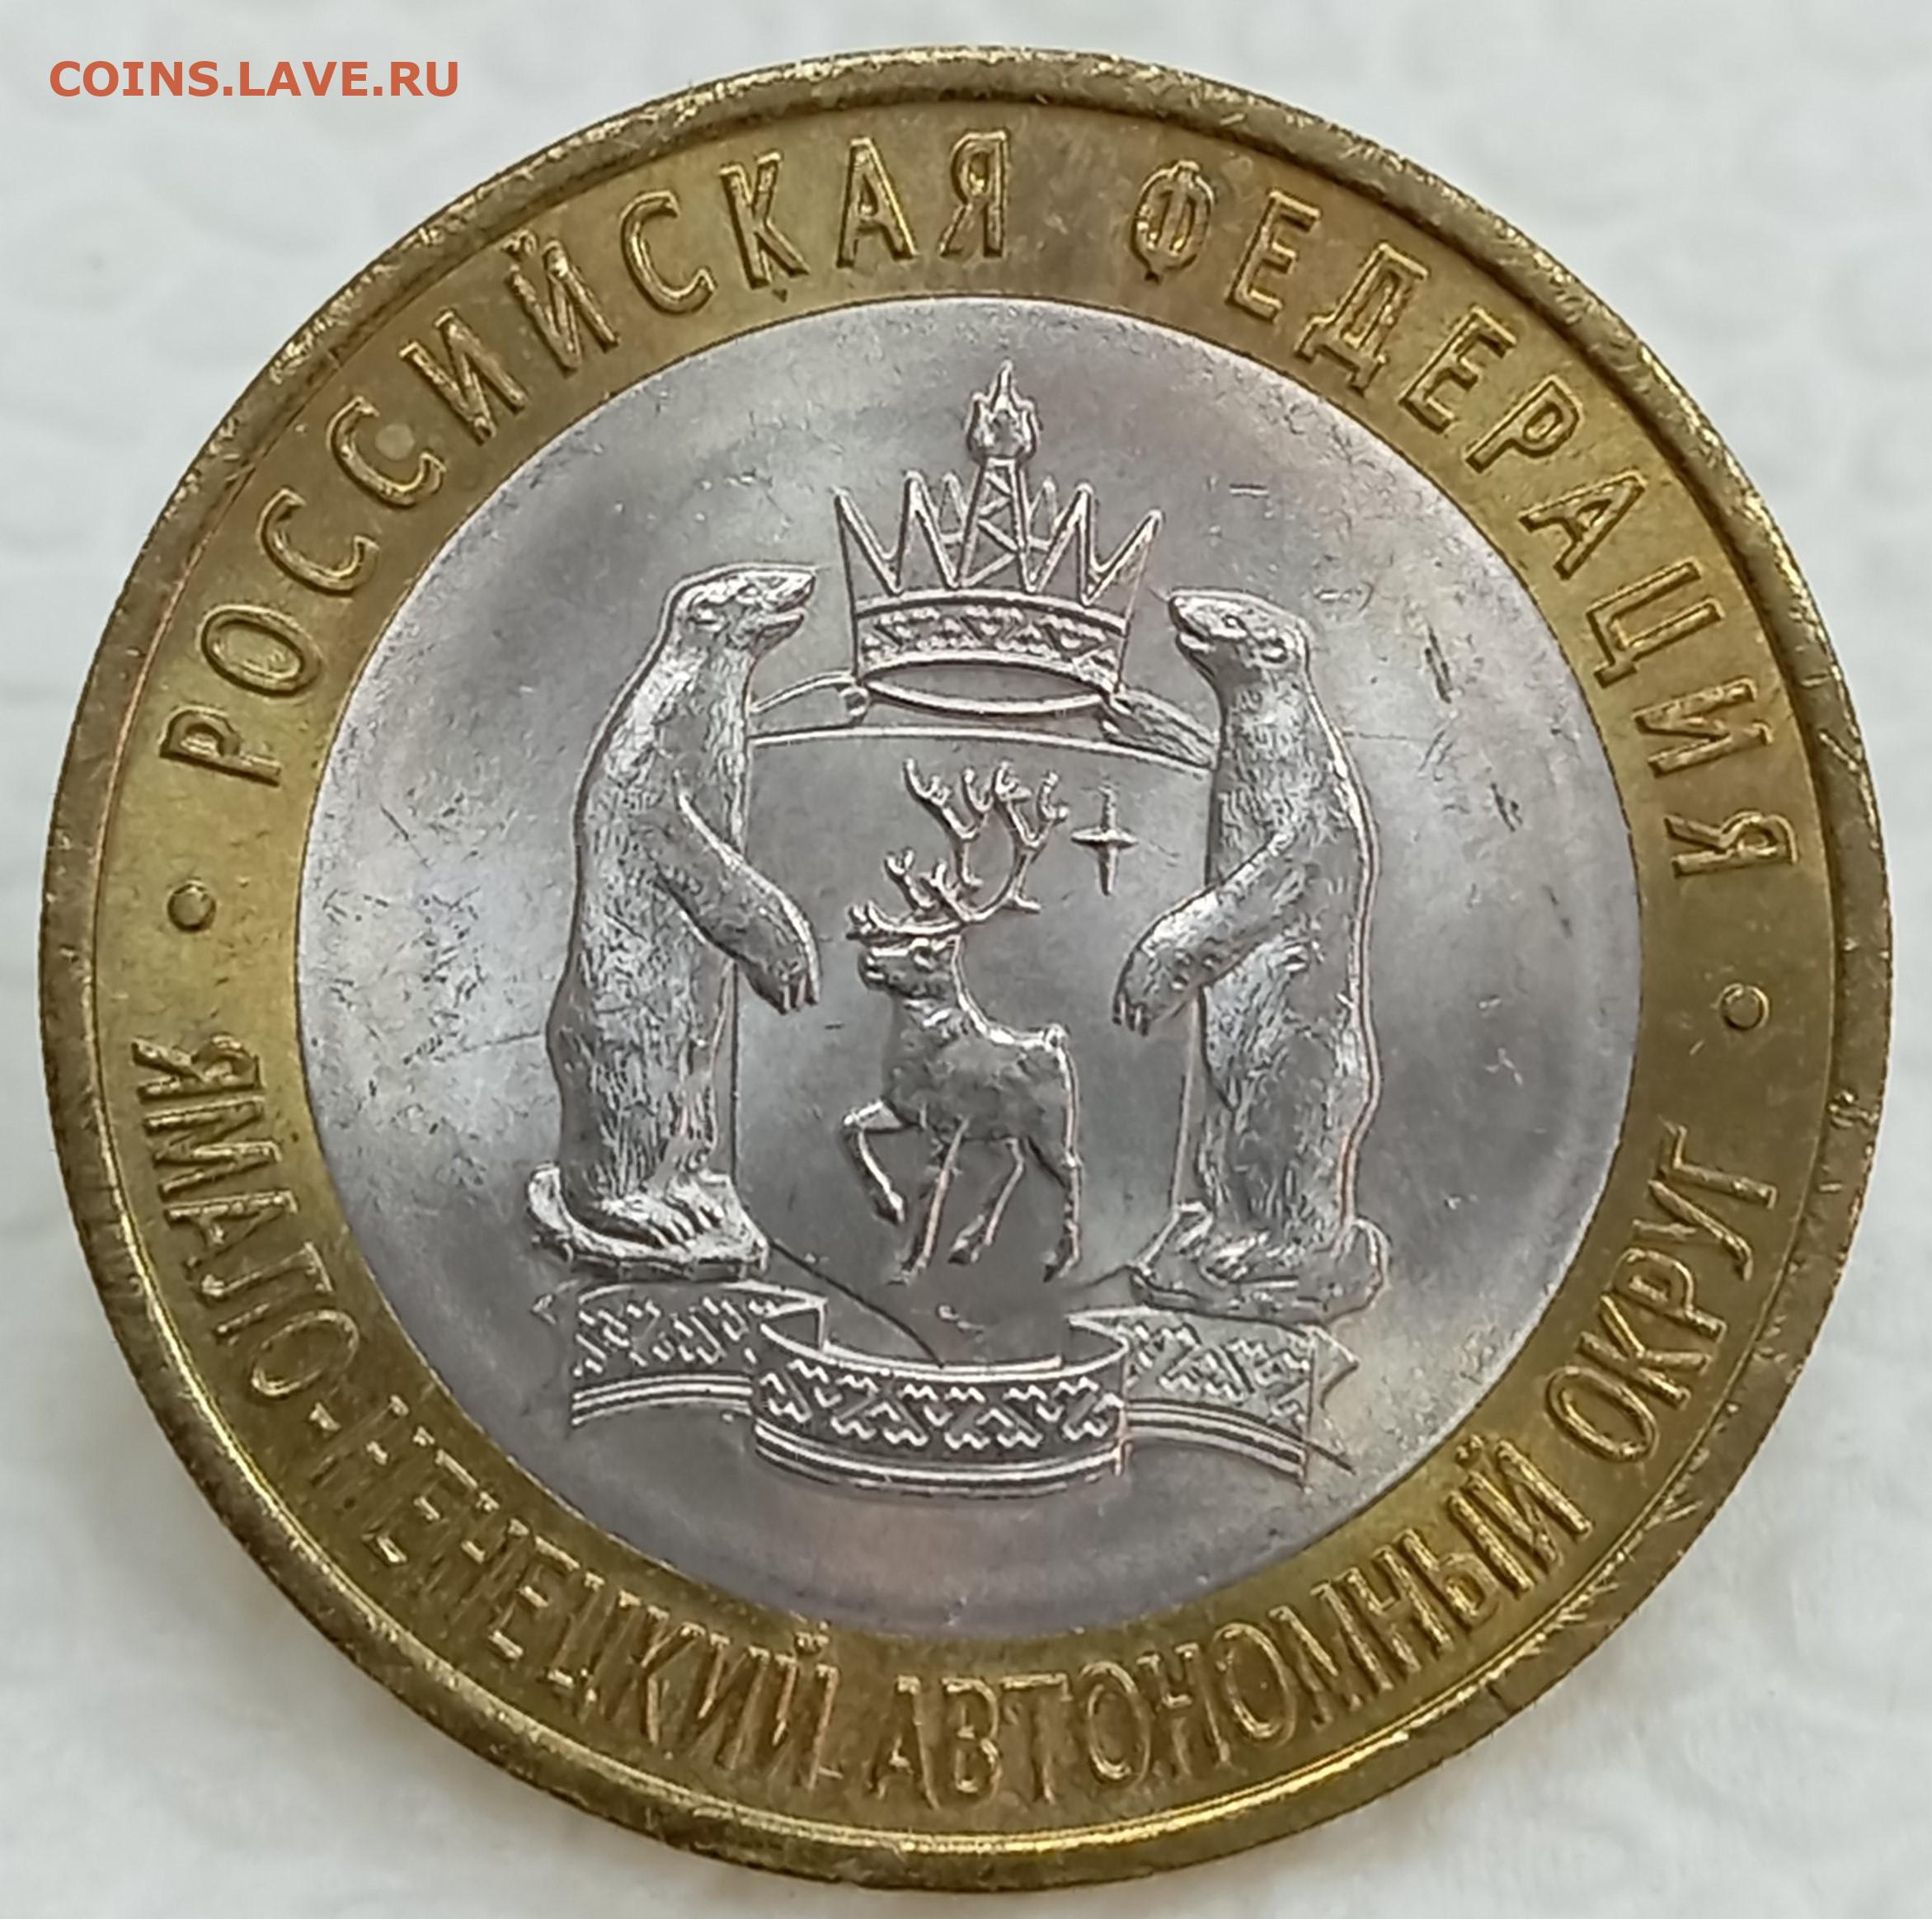 COINS.LAVE.RU
РОССИЙСКАЯ ФЕДЕРАЦИЯ
ЯМАЛО-НЕНЕЦКИЙ АВТОНОМНЫЙ ОКРУГ